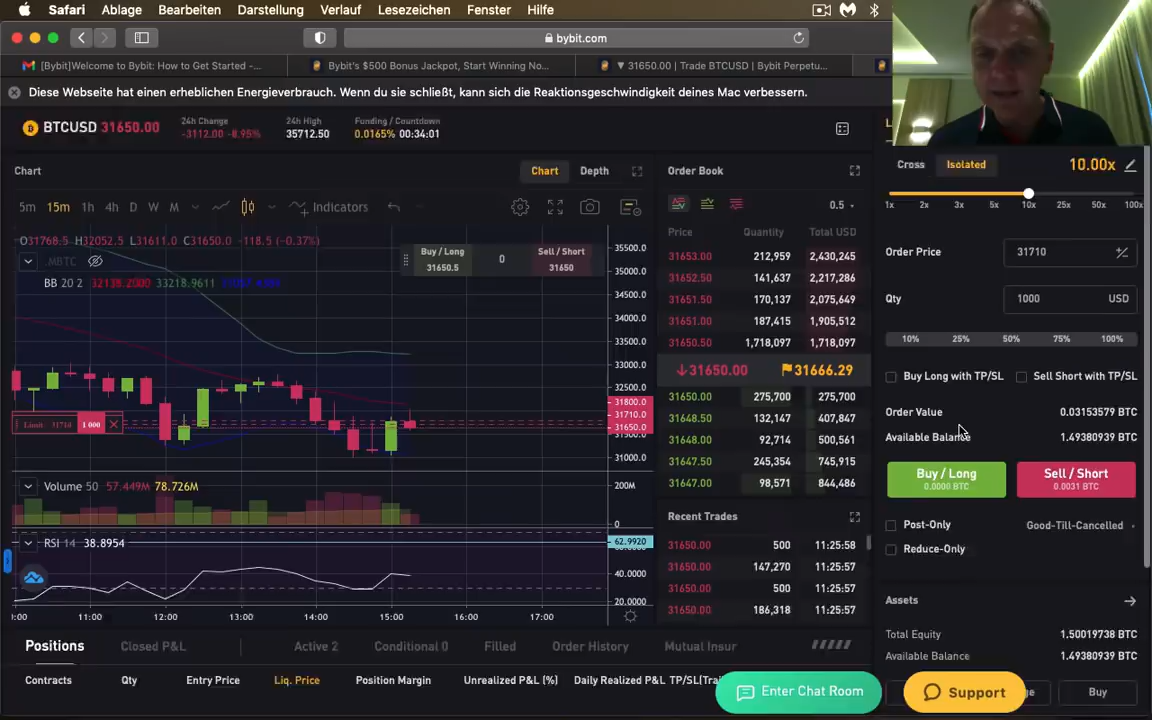 Safari Ablage Bearbeiten Darstellung Verlauf Lesezeichen Fenster Hilfe
bybit.com
[Bybit]Welcome to Bybit: How to Get Started -...
Bybit's $500 Bonus Jackpot, Start Winning No...
▼ 31650.00 | Trade BTCUSD | Bybit Perpetu...
Diese Webseite hat einen erheblichen Energieverbrauch. Wenn du sie schließt, kann sich die Reaktionsgeschwindigkeit deines Mac verbessern.
BTCUSD 31650.00
24h Change
-3112.00 -8.95%
24h High
35712.50
Funding / Countdown
0.0165% 00:34:01
Chart
Chart Depth
5m 15m 1h 4h D W M
Indicators
O31768.5 H32052.5 L31611.0 C31650.0 -118.5 (-0.37%)
.MBTC
BB 20 2 33218.9611
Buy / Long
31650.5
0
Sell / Short
31650
35500.0
35000.0
34500.0
34000.0
33500.0
33000.0
32500.0
31800.0
31710.0
31650.0
31000.0
Limit 31710 1 000
Volume 50 57.449M 78.726M
200M
0
RSI 14 38.8954
62.9920
40.0000
20.0000
11:00 12:00 13:00 14:00 15:00 16:00 17:00
Order Book
0.5
Price Quantity Total USD
31653.00 212,959 2,430,245
31652.50 141,637 2,217,286
31651.50 170,137 2,075,649
31651.00 187,415 1,905,512
31650.50 1,718,097 1,718,097
↓31650.00 31666.29
31650.00 275,700 275,700
31648.50 132,147 407,847
31648.00 92,714 500,561
31647.50 245,354 745,915
31647.00 98,571 844,486
Recent Trades
31650.00 500 11:25:58
31650.00 147,270 11:25:57
31650.00 500 11:25:57
31650.00 186,318 11:25:57
Cross Isolated 10.00x
1x 2x 3x 5x 10x 25x 50x 100x
Order Price 31710
Qty 1000 USD
10% 25% 50% 75% 100%
Buy Long with TP/SL Sell Short with TP/SL
Order Value 0.03153579 BTC
Available Balance 1.49380939 BTC
Buy / Long
0.0000 BTC
Sell / Short
0.0031 BTC
Post-Only Good-Till-Cancelled
Reduce-Only
Assets
Total Equity 1.50019738 BTC
Available Balance 1.49380939 BTC
Buy
Positions Closed P&L Active 2 Conditional 0 Filled Order History Mutual Insur
Contracts Qty Entry Price Liq. Price Position Margin Unrealized P&L (%) Daily Realized P&L
Enter Chat Room
Support